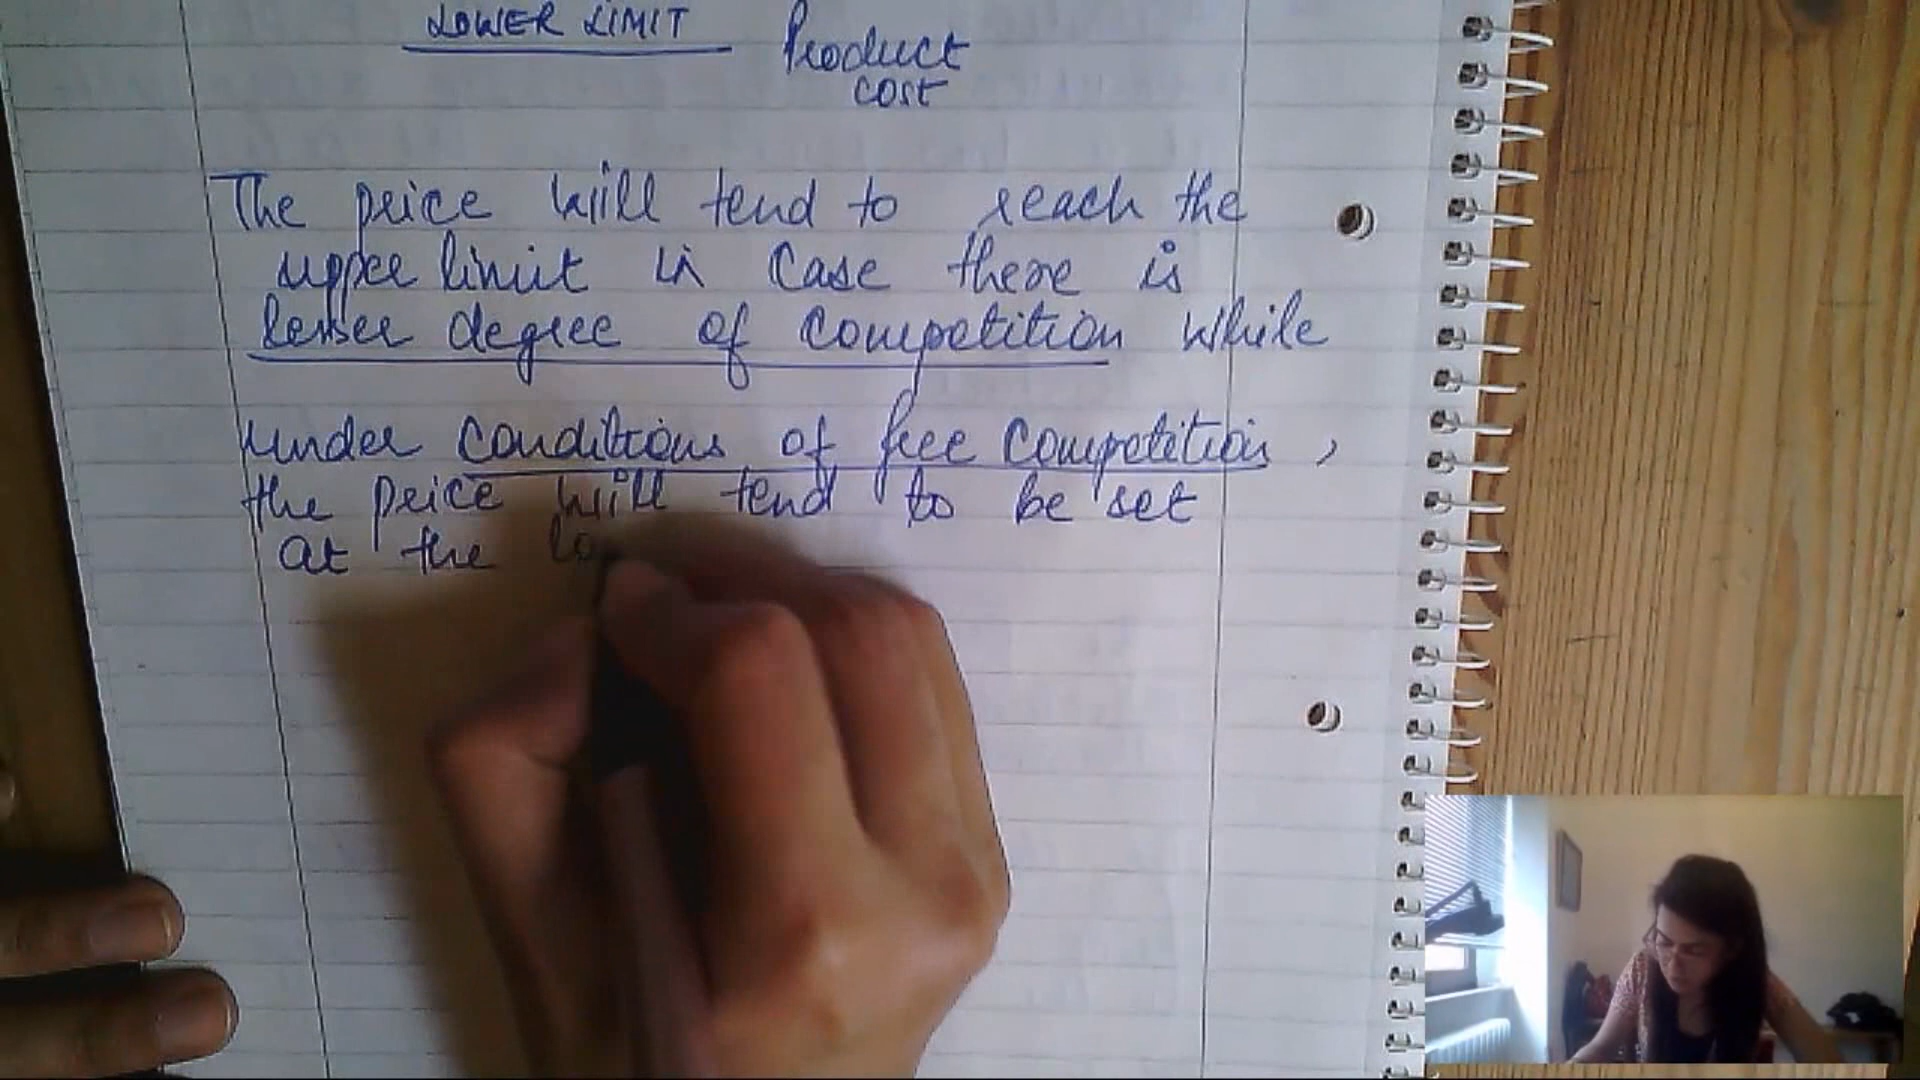 LOWER LIMIT Product
cost
The price will tend to reach the
upper limit in case there is
lesser degree of competition while
under conditions of free competition,
the price will tend to be set
at the lo